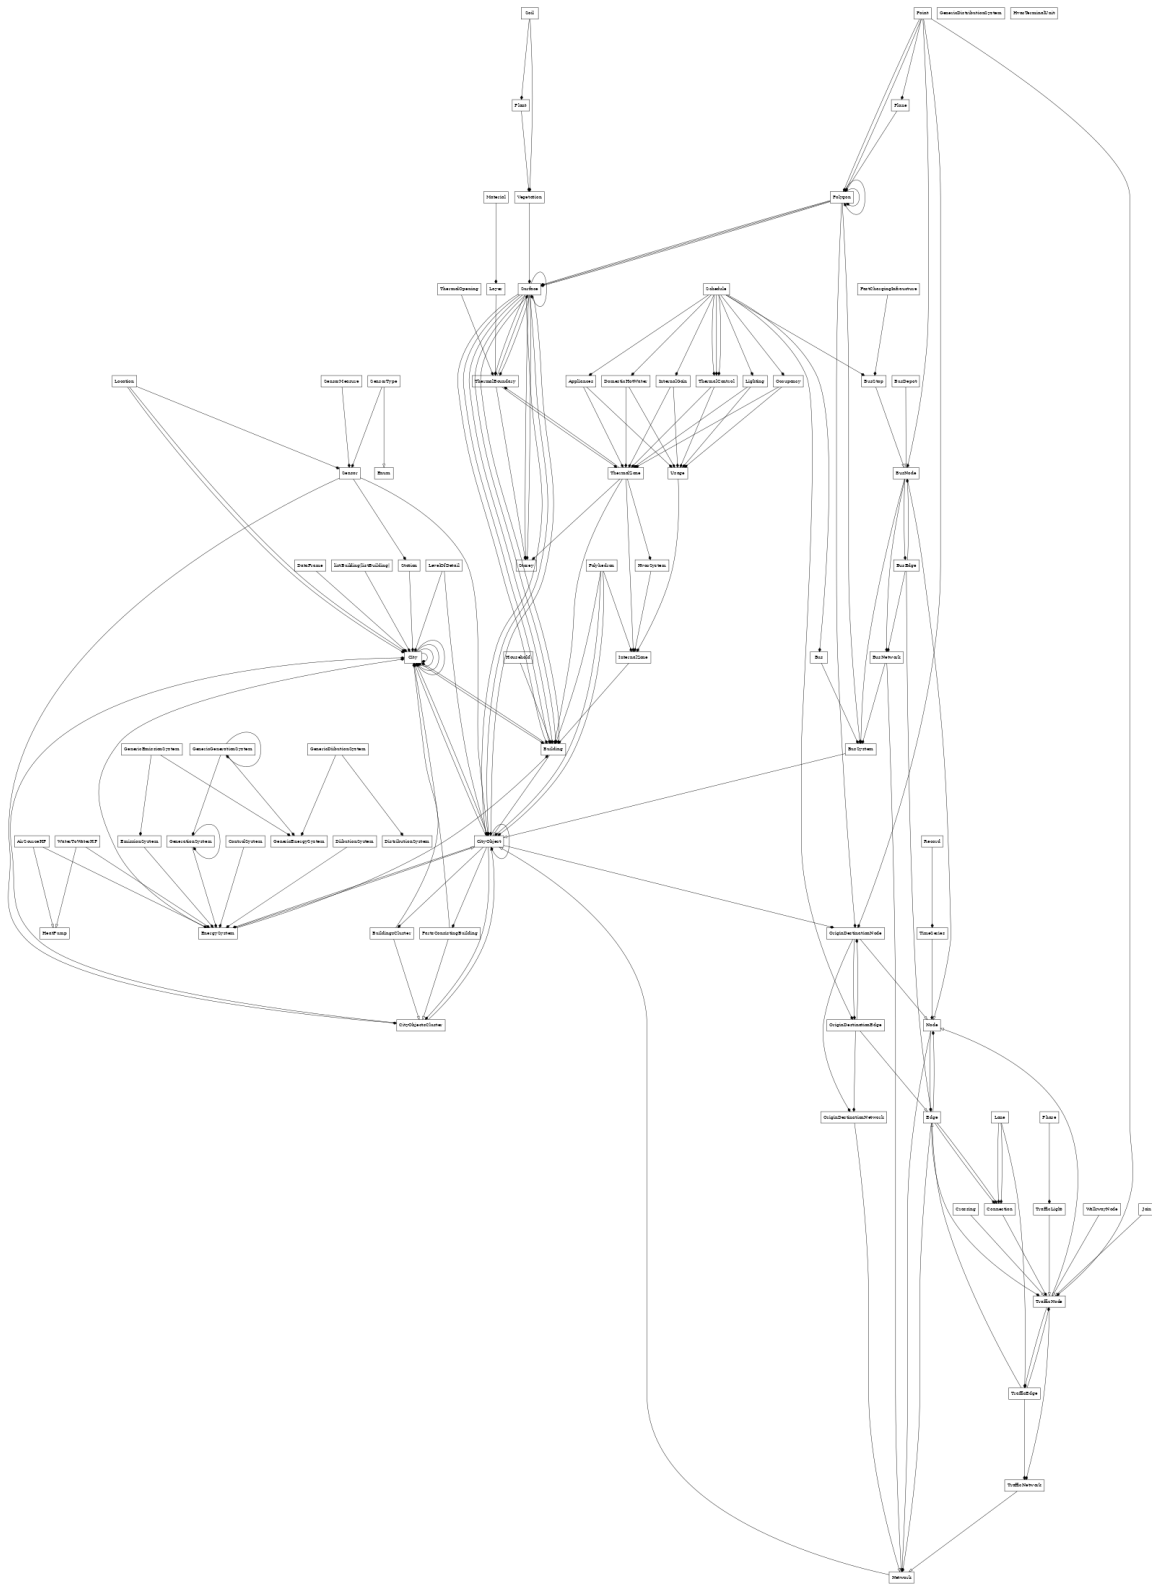 Soil
Point
GenericDistributionSystem
HvacTerminalUnit
Plant
Plane
Material
Vegetation
Polygon
ThermalOpening
Layer
Surface
Schedule
FastChargingInfrastucture
Location
SensorMeasure
SensorType
ThermalBoundary
Appliances
DomesticHotWater
InternalGain
ThermalControl
Lighting
Occupancy
BusStop
BusDepot
Sensor
Enum
ThermalZone
Usage
BusNode
DataFrame
listBuilding(listBuilding)
Station
LevelOfDetail
Storey
Polyhedron
HvacSystem
BusEdge
City
Household
InternalZone
Bus
BusNetwork
GenericEmissionSystem
GenericGenerationSystem
GenericDitbutionSystem
Building
BusSystem
AirSourceHP
WaterToWaterHP
EmissionSystem
GenerationSystem
ControlSystem
GenericEnergySystem
DitbutionSystem
DistributionSystem
CityObject
Record
HeatPump
EnergySystem
BuildingsCluster
PartsConsistingBuilding
OriginDestinationNode
TimeSeries
CityObjectsCluster
OriginDestinationEdge
Node
OriginDestinationNetwork
Edge
Lane
Phase
Crossing
Connection
TrafficLight
WalkwayNode
Join
TrafficNode
TrafficEdge
TrafficNetwork
Network